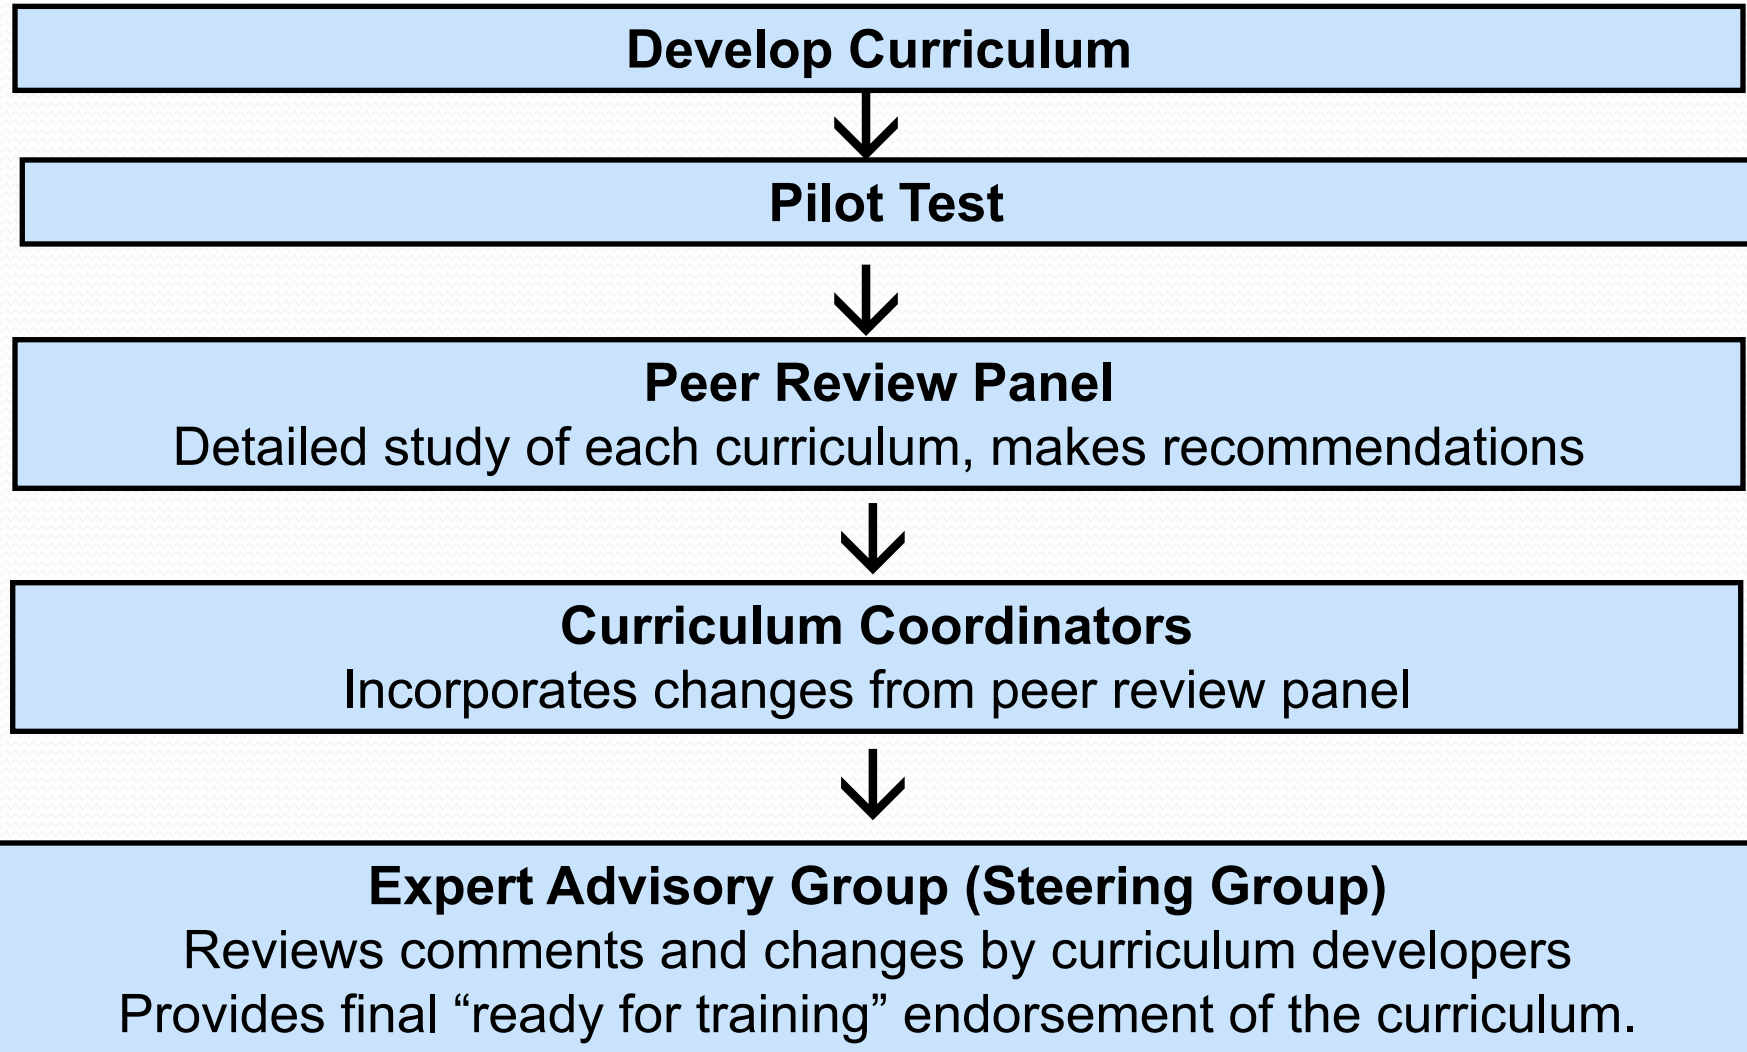 Develop Curriculum
Pilot Test
Peer Review Panel
Detailed study of each curriculum, makes recommendations
Curriculum Coordinators
Incorporates changes from peer review panel
Expert Advisory Group (Steering Group)
Reviews comments and changes by curriculum developers
Provides final “ready for training” endorsement of the curriculum.